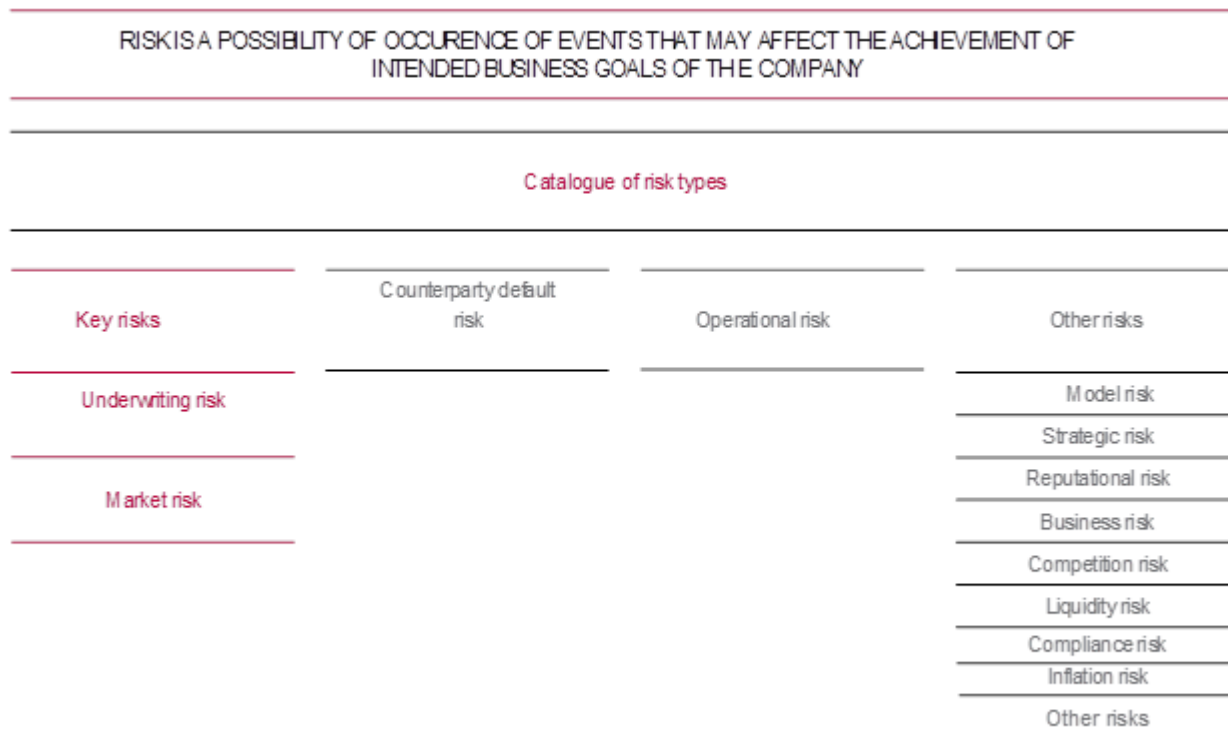 RISK IS A POSSIBILITY OF OCCURENCE OF EVENTS THAT MAY AFFECT THE ACHIEVEMENT OF
INTENDED BUSINESS GOALS OF THE COMPANY
Catalogue of risk types
Key risks
Underwriting risk
Market risk
Counterparty default
risk
Operational risk
Other risks
Model risk
Strategic risk
Reputational risk
Business risk
Competition risk
Liquidity risk
Compliance risk
Inflation risk
Other risks